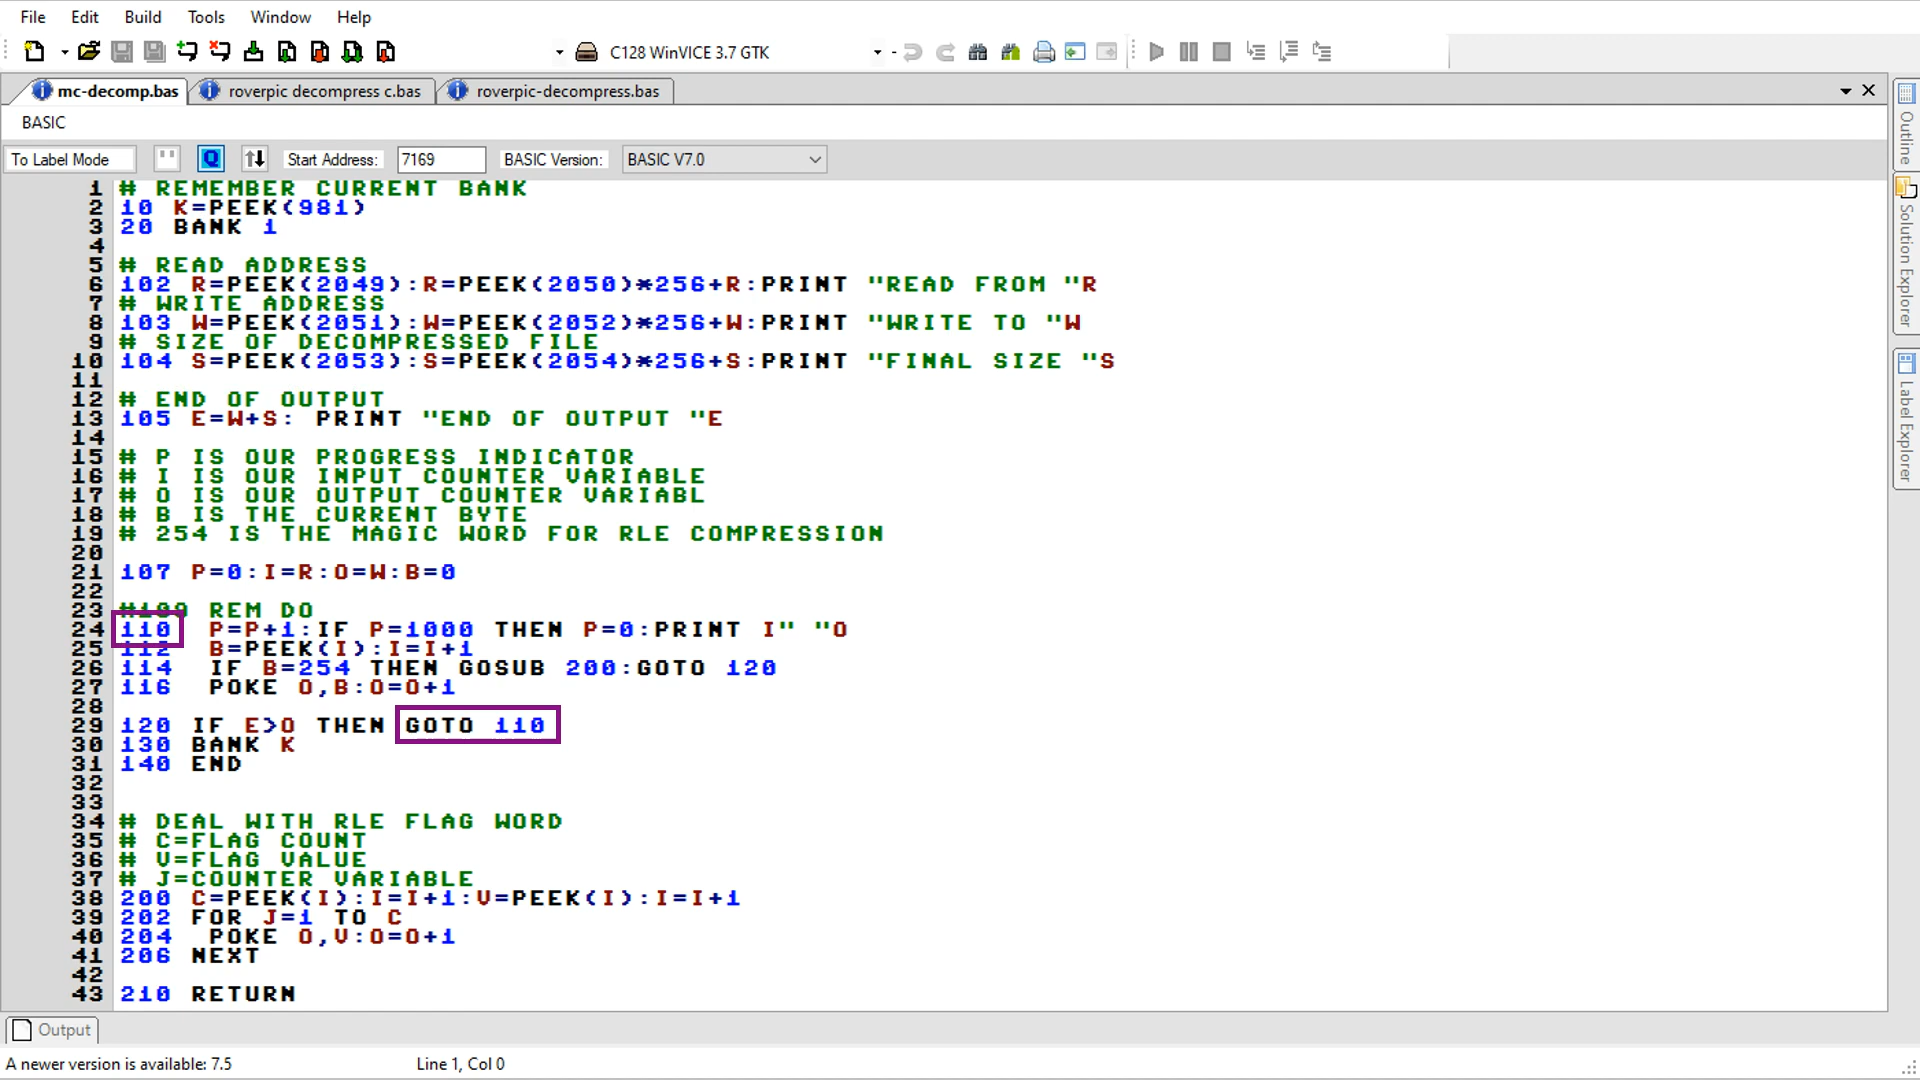 File Edit Build Tools Window Help
C128 WinVICE 3.7 GTK
mc-decomp.bas roverpic decompress c.bas roverpic-decompress.bas
BASIC
To Label Mode " Q Start Address: 7169 BASIC Version: BASIC V7.0
1 # REMEMBER CURRENT BANK
2 10 K=PEEK(981)
3 20 BANK 1
4
5 # READ ADDRESS
6 102 R=PEEK(2049):R=PEEK(2050)*256+R:PRINT "READ FROM "R
7 # WRITE ADDRESS
8 103 W=PEEK(2051):W=PEEK(2052)*256+W:PRINT "WRITE TO "W
9 # SIZE OF DECOMPRESSED FILE
10 104 S=PEEK(2053):S=PEEK(2054)*256+S:PRINT "FINAL SIZE "S
11
12 # END OF OUTPUT
13 105 E=W+S: PRINT "END OF OUTPUT "E
14
15 # P IS OUR PROGRESS INDICATOR
16 # I IS OUR INPUT COUNTER VARIABLE
17 # O IS OUR OUTPUT COUNTER VARIABL
18 # B IS THE CURRENT BYTE
19 # 254 IS THE MAGIC WORD FOR RLE COMPRESSION
20
21 107 P=0:I=R:O=W:B=0
22
23 #109 REM DO
24 110 P=P+1:IF P=1000 THEN P=0:PRINT I" "O
25 112 B=PEEK(I):I=I+1
26 114 IF B=254 THEN GOSUB 200:GOTO 120
27 116 POKE O,B:O=O+1
28
29 120 IF E>O THEN GOTO 110
30 130 BANK K
31 140 END
32
33
34 # DEAL WITH RLE FLAG WORD
35 # C=FLAG COUNT
36 # V=FLAG VALUE
37 # J=COUNTER VARIABLE
38 200 C=PEEK(I):I=I+1:V=PEEK(I):I=I+1
39 202 FOR J=1 TO C
40 204 POKE O,V:O=O+1
41 206 NEXT
42
43 210 RETURN
Output
A newer version is available: 7.5 Line 1, Col 0
Outline
Solution Explorer
Label Explorer